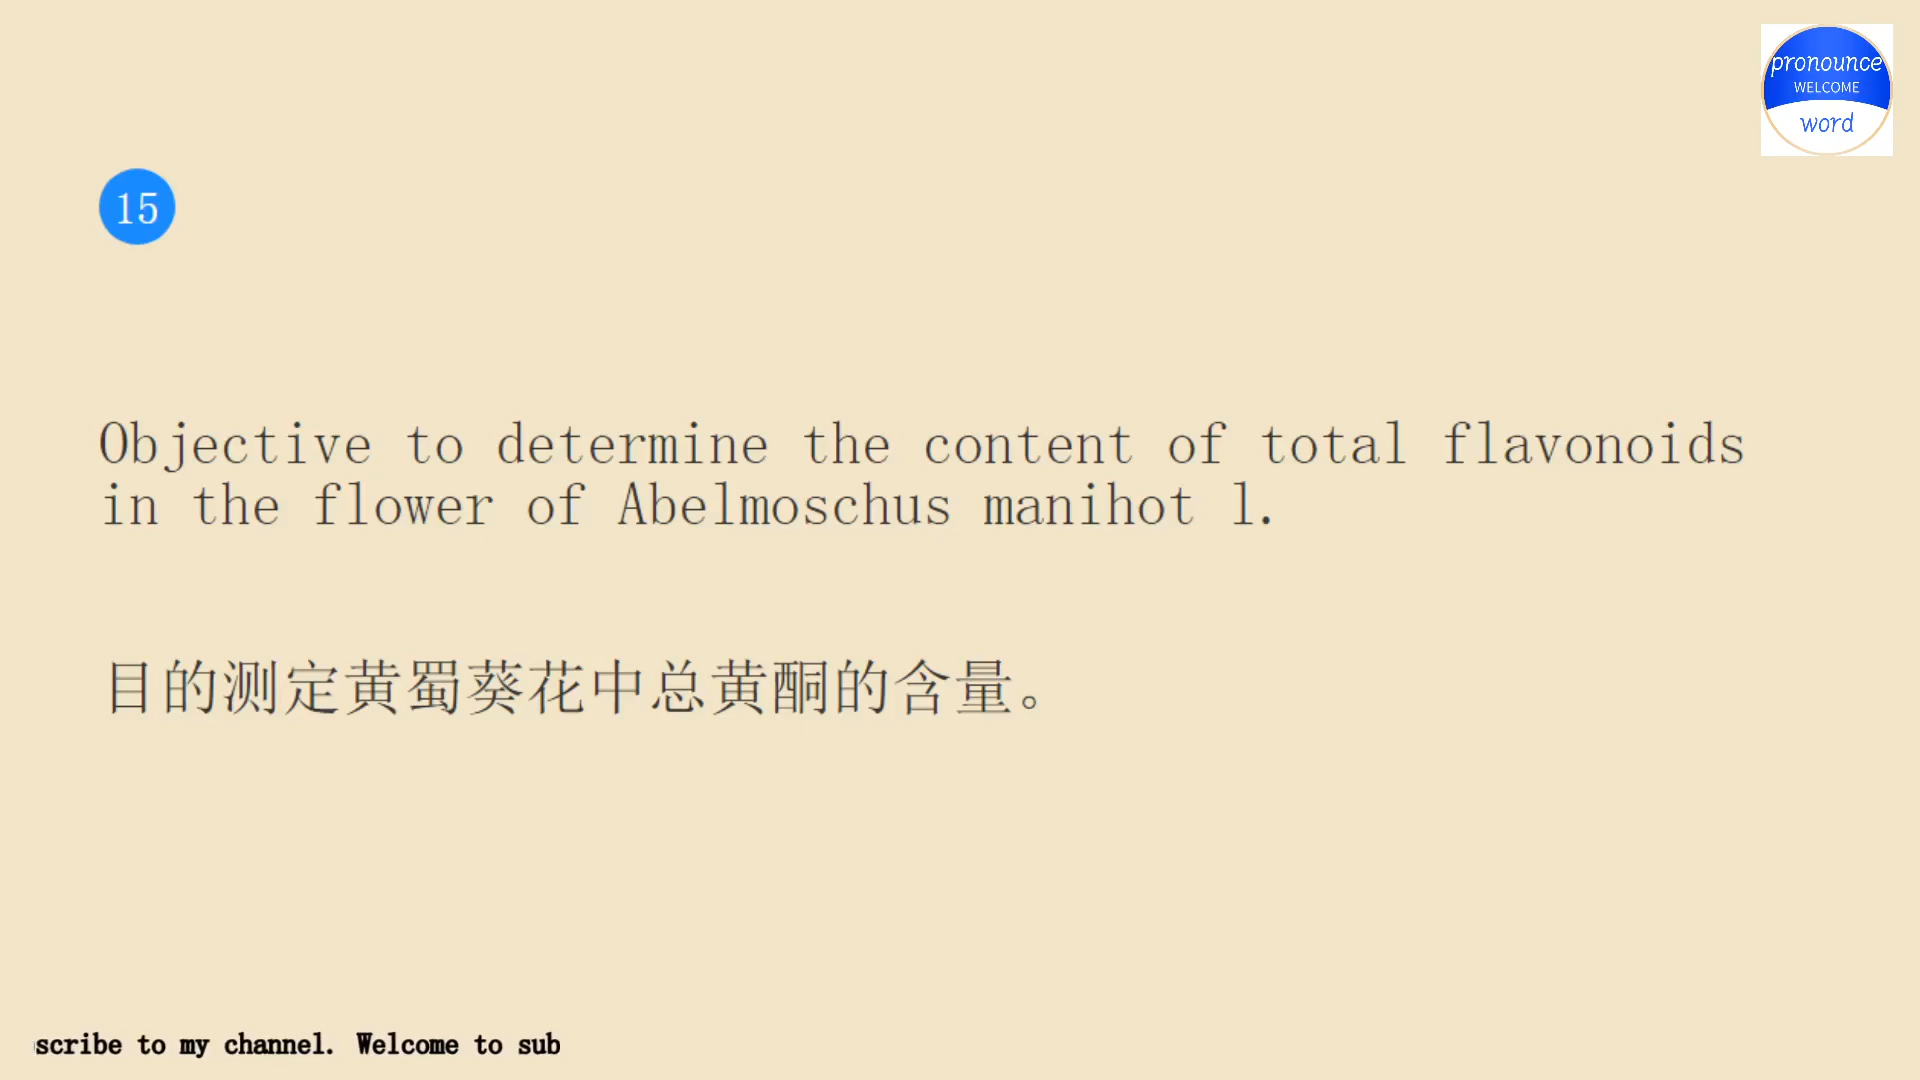 pronounce
WELCOME
word
15
Objective to determine the content of total flavonoids
in the flower of Abelmoschus manihot l.
目的测定黄蜀葵花中总黄酮的含量。
scribe to my channel. Welcome to sub